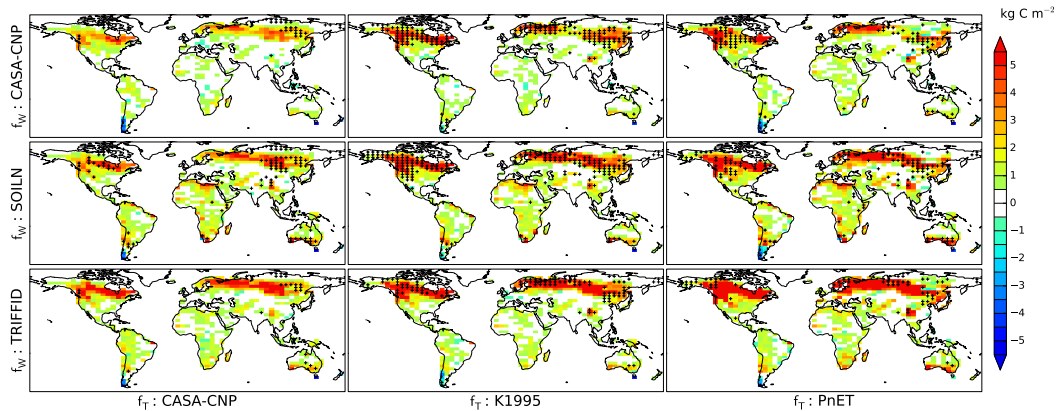 kg C m⁻²
f_W : CASA-CNP
f_W : SOILN
f_W : TRIFFID
f_T : CASA-CNP
f_T : K1995
f_T : PnET
5
4
3
2
1
0
−1
−2
−3
−4
−5